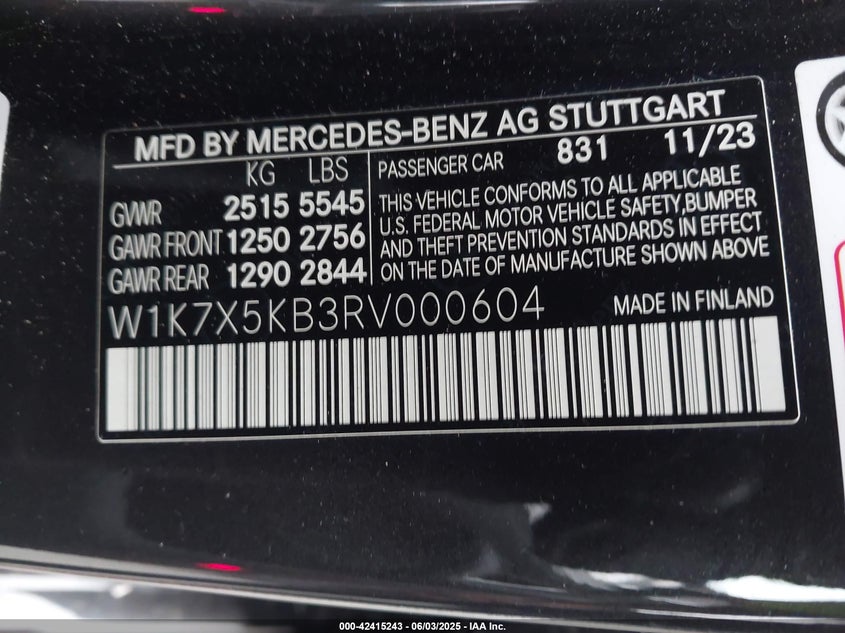 MFD BY MERCEDES-BENZ AG STUTTGART
KG LBS
GVWR 2515 5545
GAWR FRONT 1250 2756
GAWR REAR 1290 2844
PASSENGER CAR 831 11/23
THIS VEHICLE CONFORMS TO ALL APPLICABLE
U.S. FEDERAL MOTOR VEHICLE SAFETY,BUMPER
AND THEFT PREVENTION STANDARDS IN EFFECT
ON THE DATE OF MANUFACTURE SHOWN ABOVE
W1K7X5KB3RV000604 MADE IN FINLAND
000-42415243 - 06/03/2025 - IAA Inc.